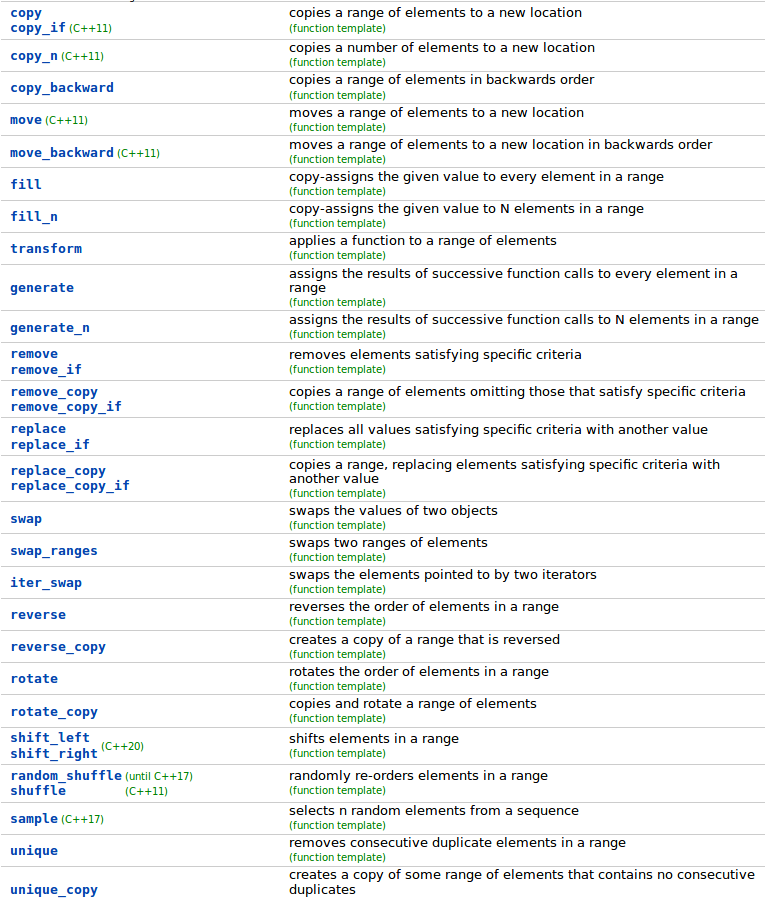 copy
copy_if (C++11)
copies a range of elements to a new location
(function template)
copy_n (C++11)
copies a number of elements to a new location
(function template)
copy_backward
copies a range of elements in backwards order
(function template)
move (C++11)
moves a range of elements to a new location
(function template)
move_backward (C++11)
moves a range of elements to a new location in backwards order
(function template)
fill
copy-assigns the given value to every element in a range
(function template)
fill_n
copy-assigns the given value to N elements in a range
(function template)
transform
applies a function to a range of elements
(function template)
generate
assigns the results of successive function calls to every element in a
range
(function template)
generate_n
assigns the results of successive function calls to N elements in a range
(function template)
remove
remove_if
removes elements satisfying specific criteria
(function template)
remove_copy
remove_copy_if
copies a range of elements omitting those that satisfy specific criteria
(function template)
replace
replace_if
replaces all values satisfying specific criteria with another value
(function template)
replace_copy
replace_copy_if
copies a range, replacing elements satisfying specific criteria with
another value
(function template)
swap
swaps the values of two objects
(function template)
swap_ranges
swaps two ranges of elements
(function template)
iter_swap
swaps the elements pointed to by two iterators
(function template)
reverse
reverses the order of elements in a range
(function template)
reverse_copy
creates a copy of a range that is reversed
(function template)
rotate
rotates the order of elements in a range
(function template)
rotate_copy
copies and rotate a range of elements
(function template)
shift_left
shift_right
(C++20)
shifts elements in a range
(function template)
random_shuffle (until C++17)
shuffle (C++11)
randomly re-orders elements in a range
(function template)
sample (C++17)
selects n random elements from a sequence
(function template)
unique
removes consecutive duplicate elements in a range
(function template)
unique_copy
creates a copy of some range of elements that contains no consecutive
duplicates